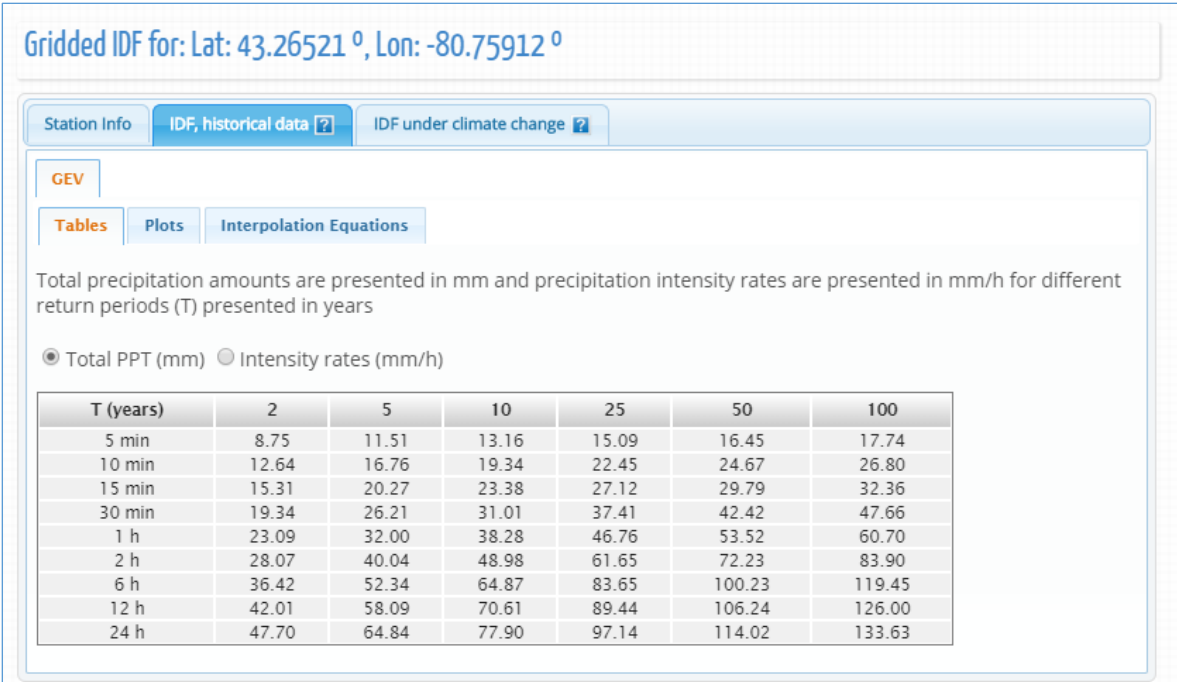 Gridded IDF for: Lat: 43.26521 º, Lon: -80.75912 º
Station Info IDF, historical data ? IDF under climate change ?
GEV
Tables Plots Interpolation Equations
Total precipitation amounts are presented in mm and precipitation intensity rates are presented in mm/h for different
return periods (T) presented in years
Total PPT (mm) Intensity rates (mm/h)
T (years) 2 5 10 25 50 100
5 min 8.75 11.51 13.16 15.09 16.45 17.74
10 min 12.64 16.76 19.34 22.45 24.67 26.80
15 min 15.31 20.27 23.38 27.12 29.79 32.36
30 min 19.34 26.21 31.01 37.41 42.42 47.66
1 h 23.09 32.00 38.28 46.76 53.52 60.70
2 h 28.07 40.04 48.98 61.65 72.23 83.90
6 h 36.42 52.34 64.87 83.65 100.23 119.45
12 h 42.01 58.09 70.61 89.44 106.24 126.00
24 h 47.70 64.84 77.90 97.14 114.02 133.63